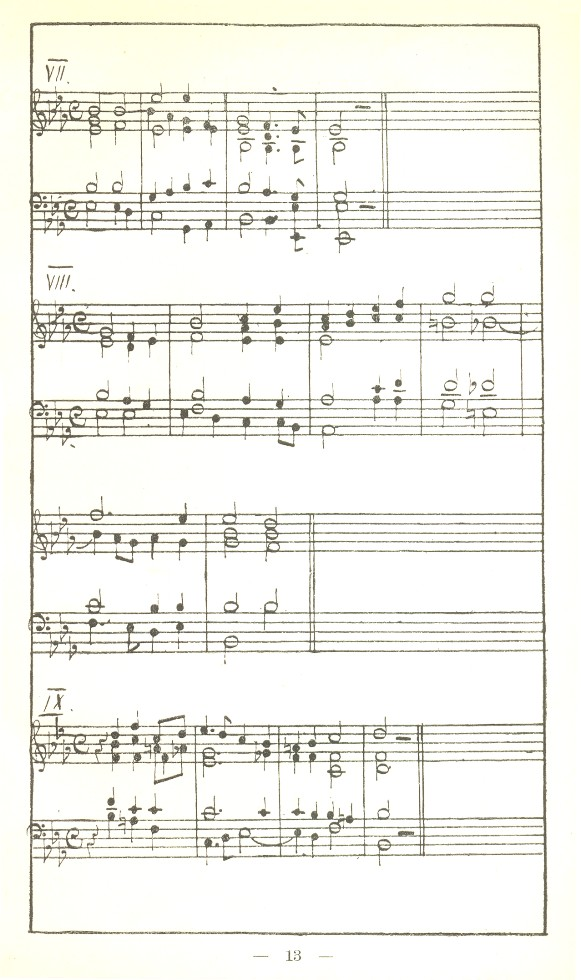 VII.
VIII.
IX.
— 13 —